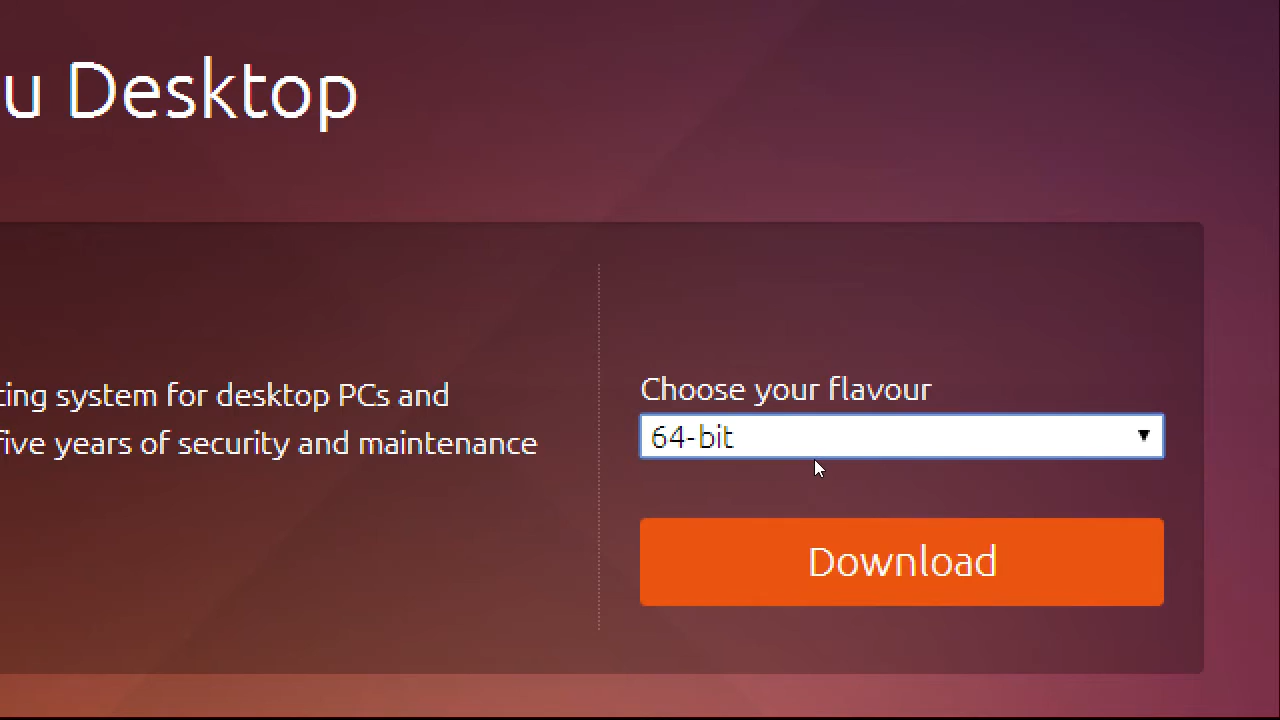 u Desktop
ting system for desktop PCs and
five years of security and maintenance
Choose your flavour
64-bit
Download